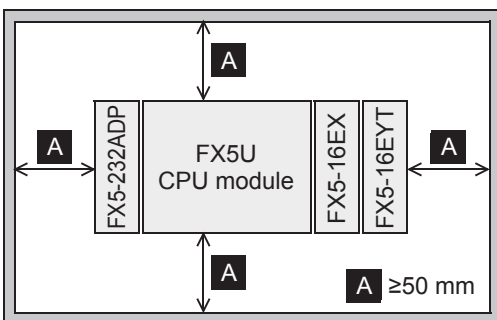 A
A
FX5-232ADP
FX5U
CPU module
FX5-16EX
FX5-16EYT
A
A
A ≥50 mm